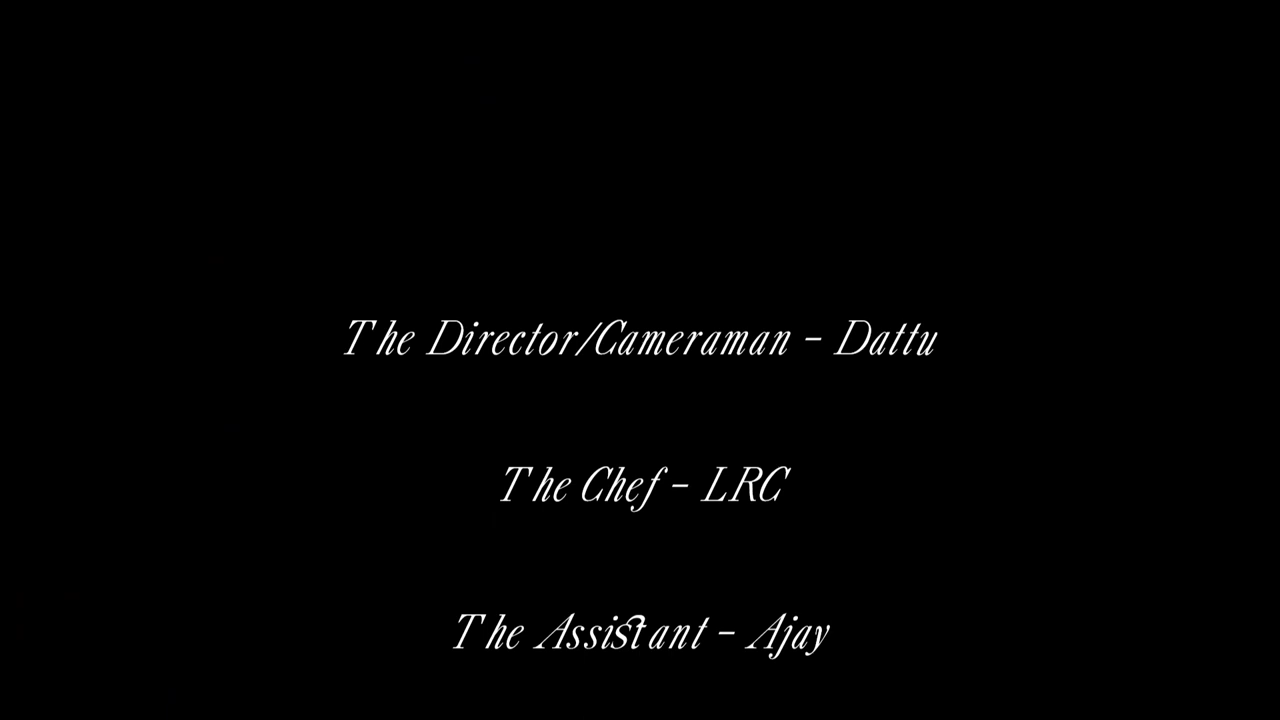 The Director/Cameraman - Dattu
The Chef - LRC
The Assistant - Ajay